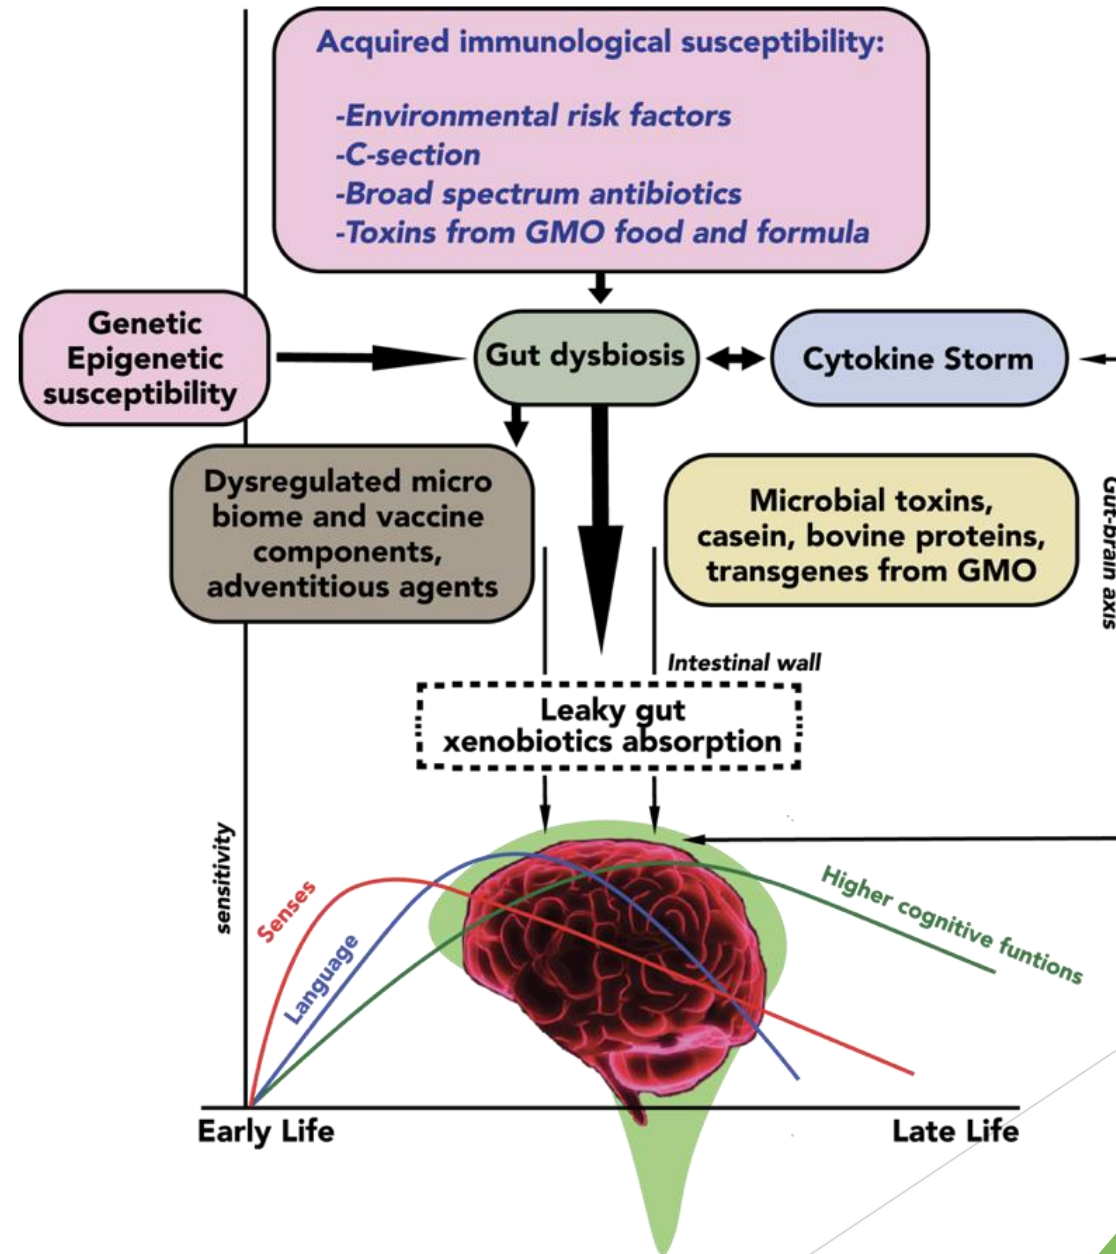 Acquired immunological susceptibility:
-Environmental risk factors
-C-section
-Broad spectrum antibiotics
-Toxins from GMO food and formula
Genetic
Epigenetic
susceptibility
Gut dysbiosis
Cytokine Storm
Dysregulated micro
biome and vaccine
components,
adventitious agents
Microbial toxins,
casein, bovine proteins,
transgenes from GMO
Gut-brain axis
Intestinal wall
Leaky gut
xenobiotics absorption
sensitivity
Senses
Language
Higher cognitive funtions
Early Life
Late Life